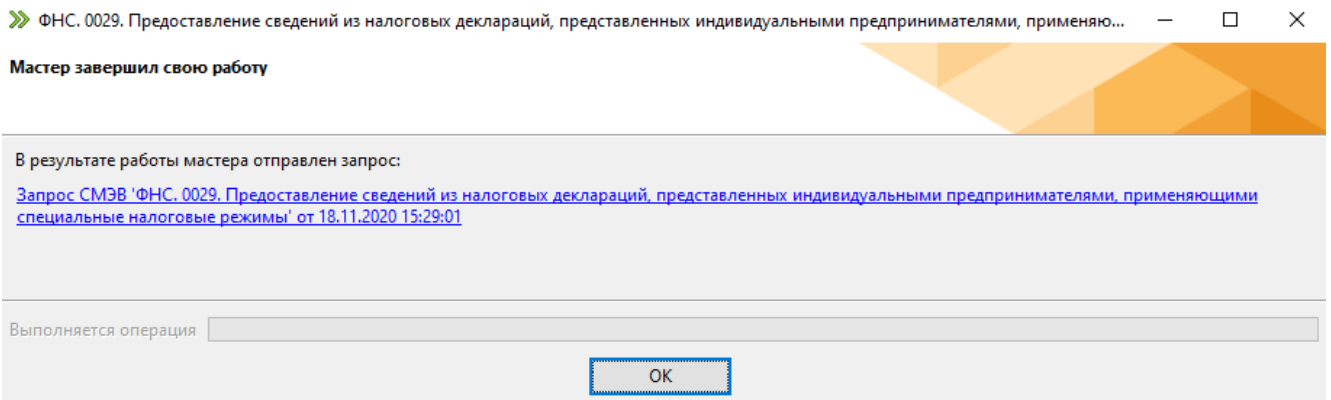 ФНС. 0029. Предоставление сведений из налоговых деклараций, представленных индивидуальными предпринимателями, применяю...
Мастер завершил свою работу
В результате работы мастера отправлен запрос:
Запрос СМЭВ 'ФНС. 0029. Предоставление сведений из налоговых деклараций, представленных индивидуальными предпринимателями, применяющими
специальные налоговые режимы' от 18.11.2020 15:29:01
Выполняется операция
ОК